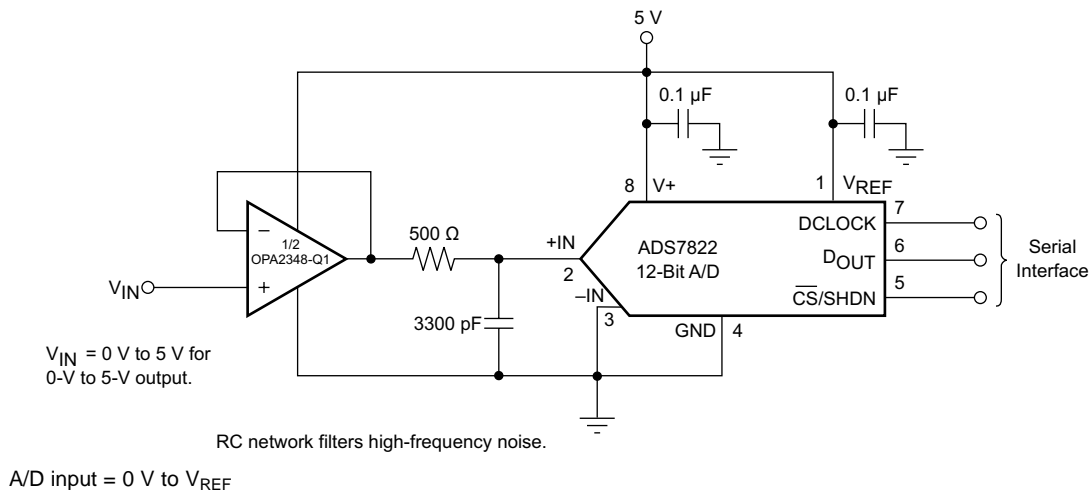 5 V
0.1 µF
0.1 µF
8 V+
1 VREF
−
1/2
OPA2348-Q1
+
VIN
500 Ω
3300 pF
+IN
2
−IN
3
ADS7822
12-Bit A/D
GND 4
DCLOCK 7
DOUT 6
CS/SHDN 5
Serial
Interface
VIN = 0 V to 5 V for
0-V to 5-V output.
RC network filters high-frequency noise.
A/D input = 0 V to VREF